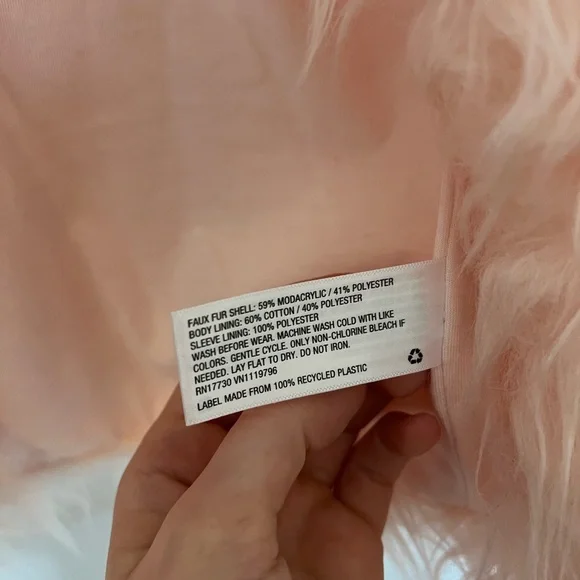 FAUX FUR SHELL: 59% MODACRYLIC / 41% POLYESTER
BODY LINING: 60% COTTON / 40% POLYESTER
SLEEVE LINING: 100% POLYESTER
WASH BEFORE WEAR. MACHINE WASH COLD WITH LIKE
COLORS. GENTLE CYCLE. ONLY NON-CHLORINE BLEACH IF
NEEDED. LAY FLAT TO DRY. DO NOT IRON.
RN17730 VN1119796
LABEL MADE FROM 100% RECYCLED PLASTIC